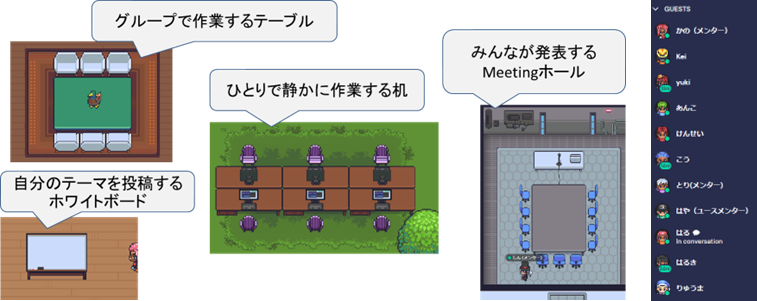 グループで作業するテーブル
ひとりで静かに作業する机
みんなが発表する
Meetingホール
自分のテーマを投稿する
ホワイトボード
GUESTS
かの（メンター）
Kei
yuki
あんこ
けんせい
こう
とり(メンター)
はや（ユースメンター）
はる
In conversation
はるき
りゅうま